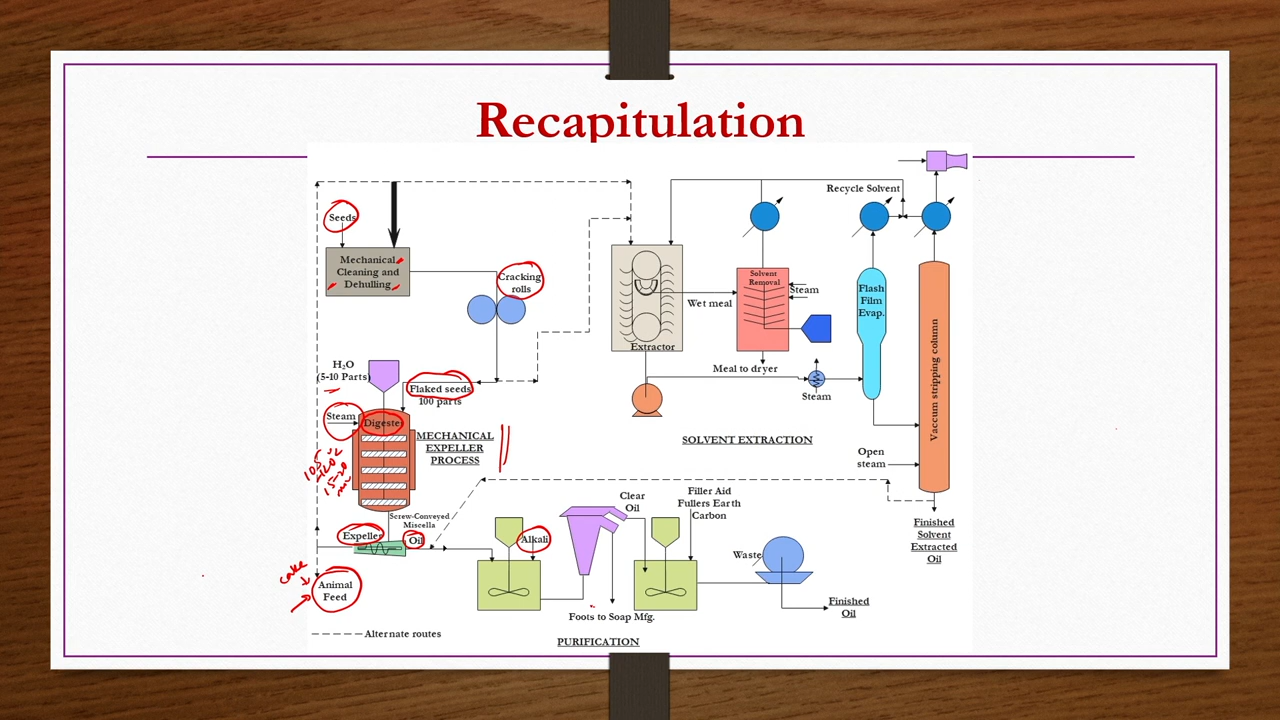 Recapitulation
Recycle Solvent
Seeds
Mechanical
Cleaning and
Dehulling
Cracking
rolls
Solvent
Removal
Steam
Flash
Film
Evap.
Wet meal
Extractor
Vaccum stripping column
Meal to dryer
Steam
H₂O
(5-10 Parts)
Flaked seeds
100 parts
Steam
Digester
MECHANICAL
EXPELLER
PROCESS
SOLVENT EXTRACTION
Open
steam
Screw-Conveyed
Miscella
Expeller
Oil
Alkali
Clear
Oil
Filler Aid
Fullers Earth
Carbon
Waste
Finished
Solvent
Extracted
Oil
cake
Animal
Feed
Foots to Soap Mfg.
Finished
Oil
Alternate routes
PURIFICATION